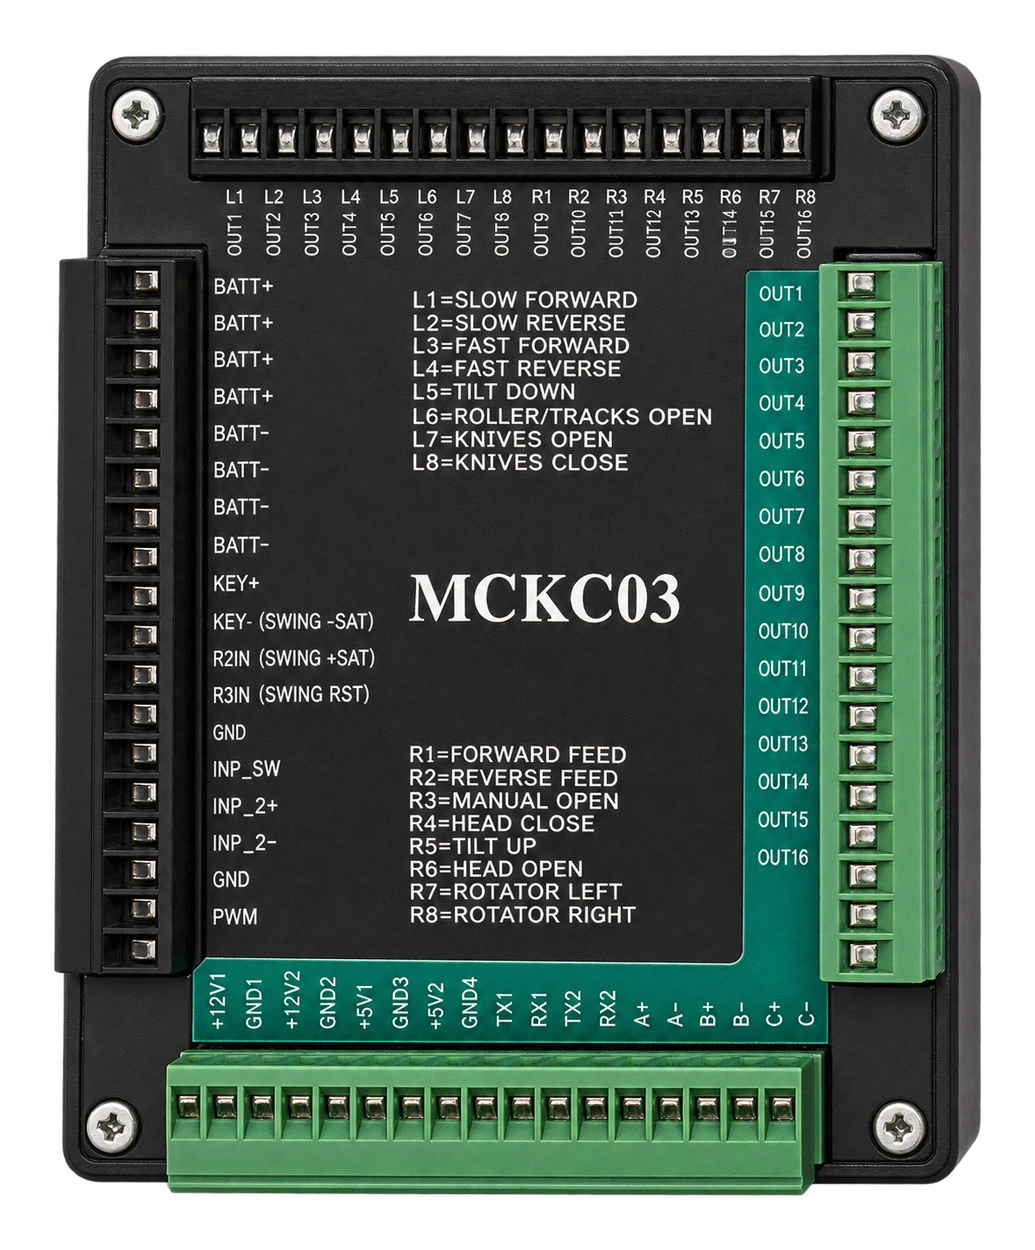 L1 L2 L3 L4 L5 L6 L7 L8 R1 R2 R3 R4 R5 R6 R7 R8
OUT1 OUT2 OUT3 OUT4 OUT5 OUT6 OUT7 OUT8 OUT9 OUT10 OUT11 OUT12 OUT13 OUT14 OUT15 OUT16
BATT+
BATT+
BATT+
BATT+
BATT-
BATT-
BATT-
BATT-
KEY+
KEY- (SWING -SAT)
R2IN (SWING +SAT)
R3IN (SWING RST)
GND
INP_SW
INP_2+
INP_2-
GND
PWM
L1=SLOW FORWARD
L2=SLOW REVERSE
L3=FAST FORWARD
L4=FAST REVERSE
L5=TILT DOWN
L6=ROLLER/TRACKS OPEN
L7=KNIVES OPEN
L8=KNIVES CLOSE
MCKC03
R1=FORWARD FEED
R2=REVERSE FEED
R3=MANUAL OPEN
R4=HEAD CLOSE
R5=TILT UP
R6=HEAD OPEN
R7=ROTATOR LEFT
R8=ROTATOR RIGHT
OUT1
OUT2
OUT3
OUT4
OUT5
OUT6
OUT7
OUT8
OUT9
OUT10
OUT11
OUT12
OUT13
OUT14
OUT15
OUT16
+12V1 GND1 +12V2 GND2 +5V1 GND3 +5V2 GND4 TX1 RX1 TX2 RX2 A+ A- B+ B- C+ C-